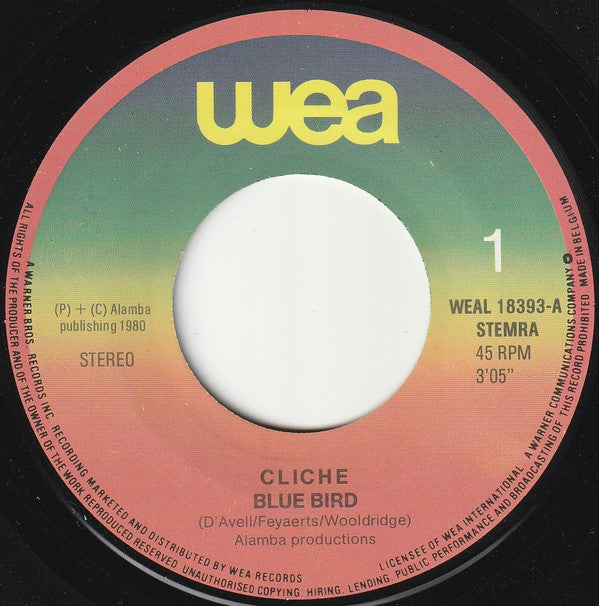 wea
1
(P) + (C) Alamba
publishing 1980
STEREO
WEAL 18393-A
STEMRA
45 RPM
3'05"
CLICHE
BLUE BIRD
(D'Avell/Feyaerts/Wooldridge)
Alamba productions
ALL RIGHTS OF THE PRODUCER AND OF THE OWNER OF THE WORK REPRODUCED RESERVED. UNAUTHORISED COPYING, HIRING, LENDING, PUBLIC PERFORMANCE AND BROADCASTING OF THIS RECORD PROHIBITED. MADE IN BELGIUM
A WARNER BROS. RECORDS INC. RECORDING MARKETED AND DISTRIBUTED BY WEA RECORDS
LICENSEE OF WEA INTERNATIONAL. A WARNER COMMUNICATIONS COMPANY